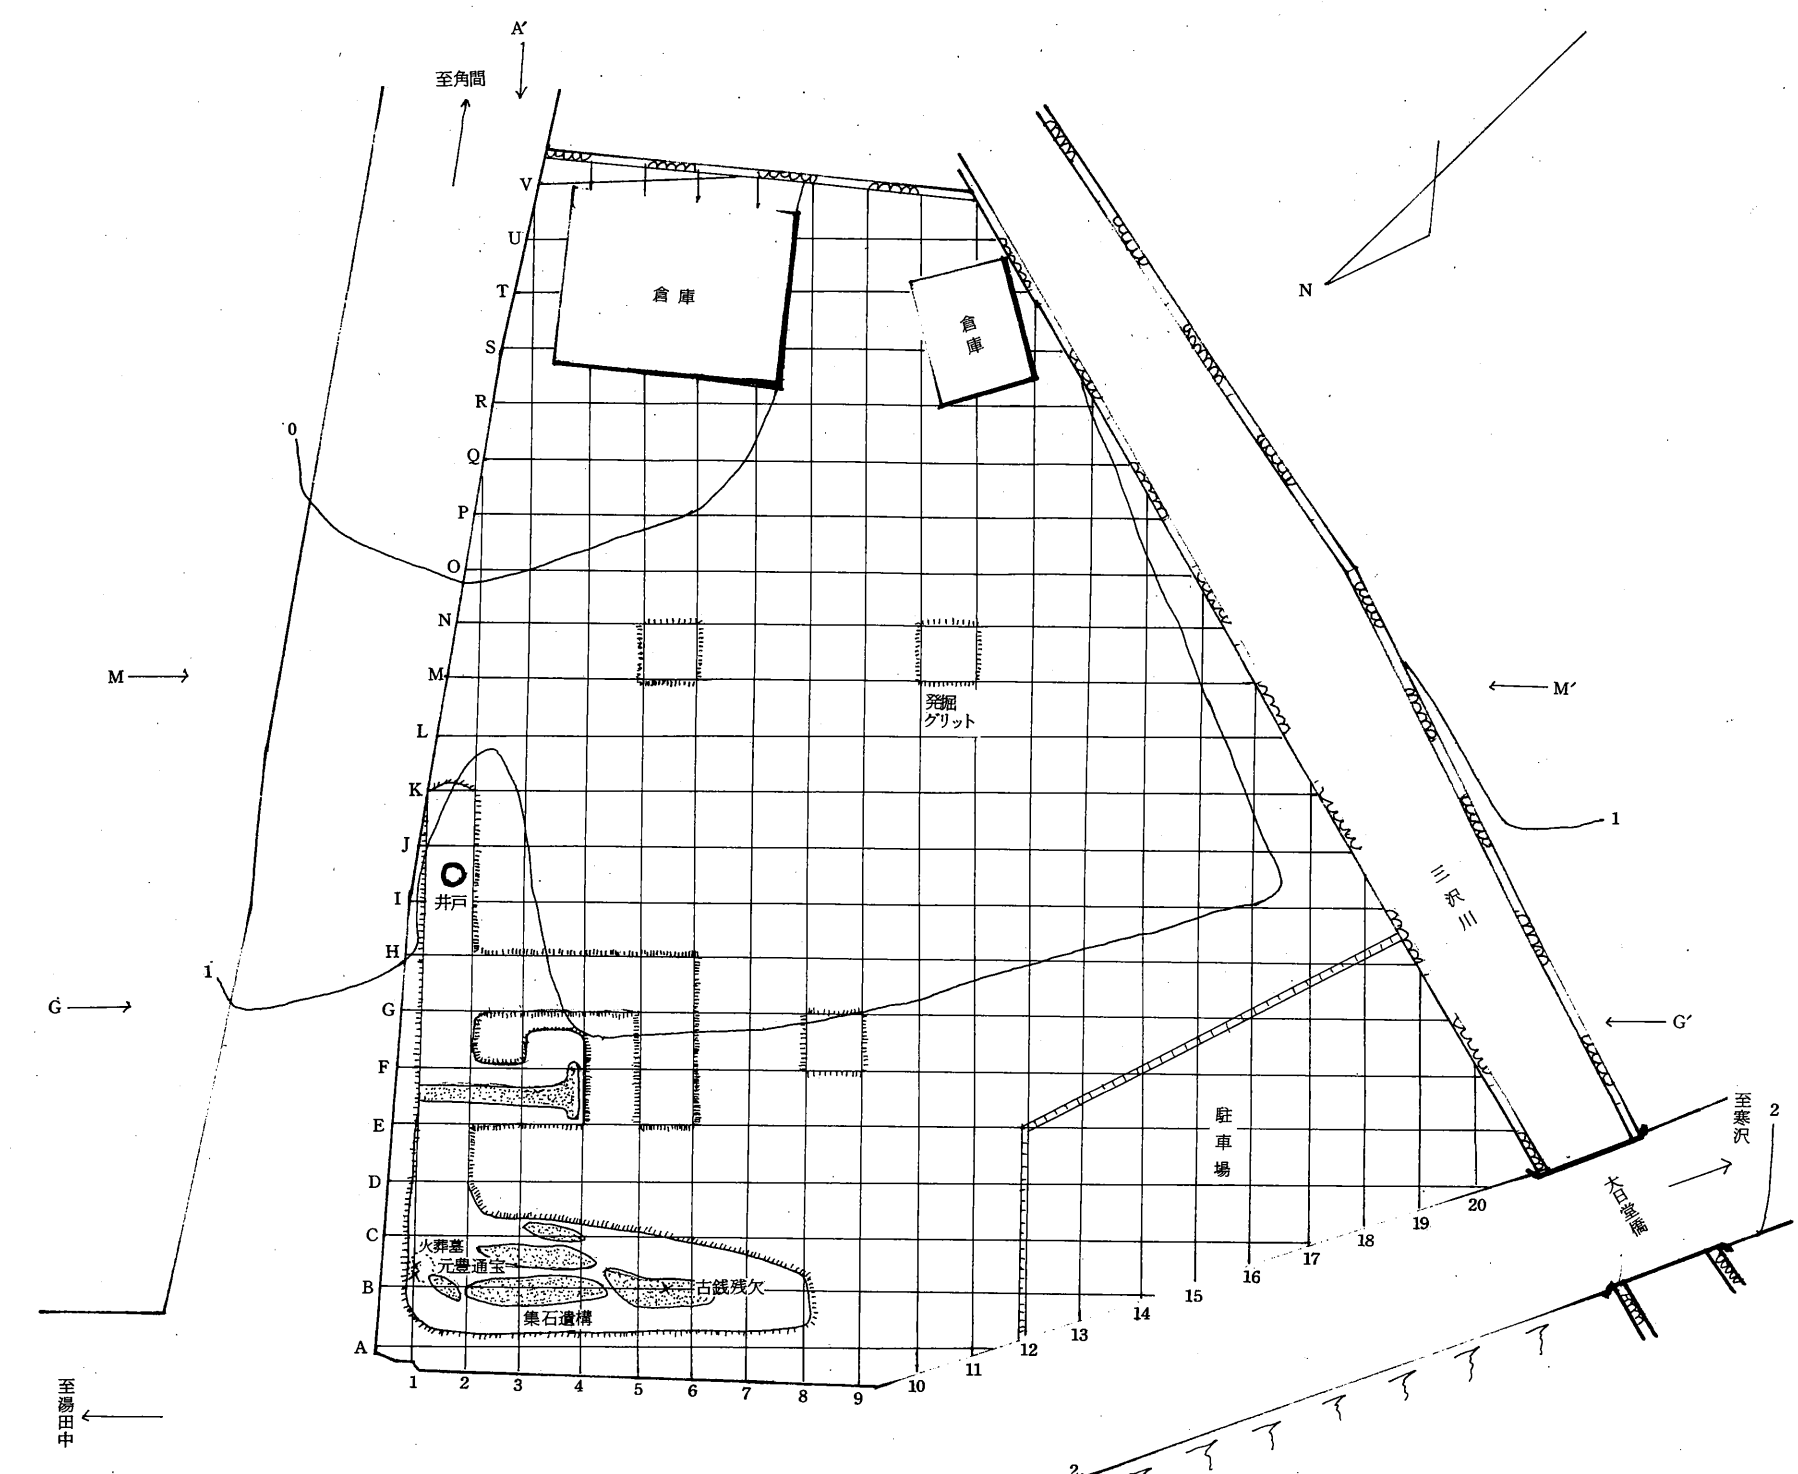 A′
至角間
V
U
T
S
R
Q
P
O
N
M
L
K
J
I
H
G
F
E
D
C
B
A
倉庫
倉庫
N
0
M
M′
発掘
グリット
井戸
三沢川
1
1
G
G′
駐車場
至寒沢
2
大日堂橋
火葬墓
元豊通宝
古銭残欠
集石遺構
1
2
3
4
5
6
7
8
9
10
11
12
13
14
15
16
17
18
19
20
至湯田中
2